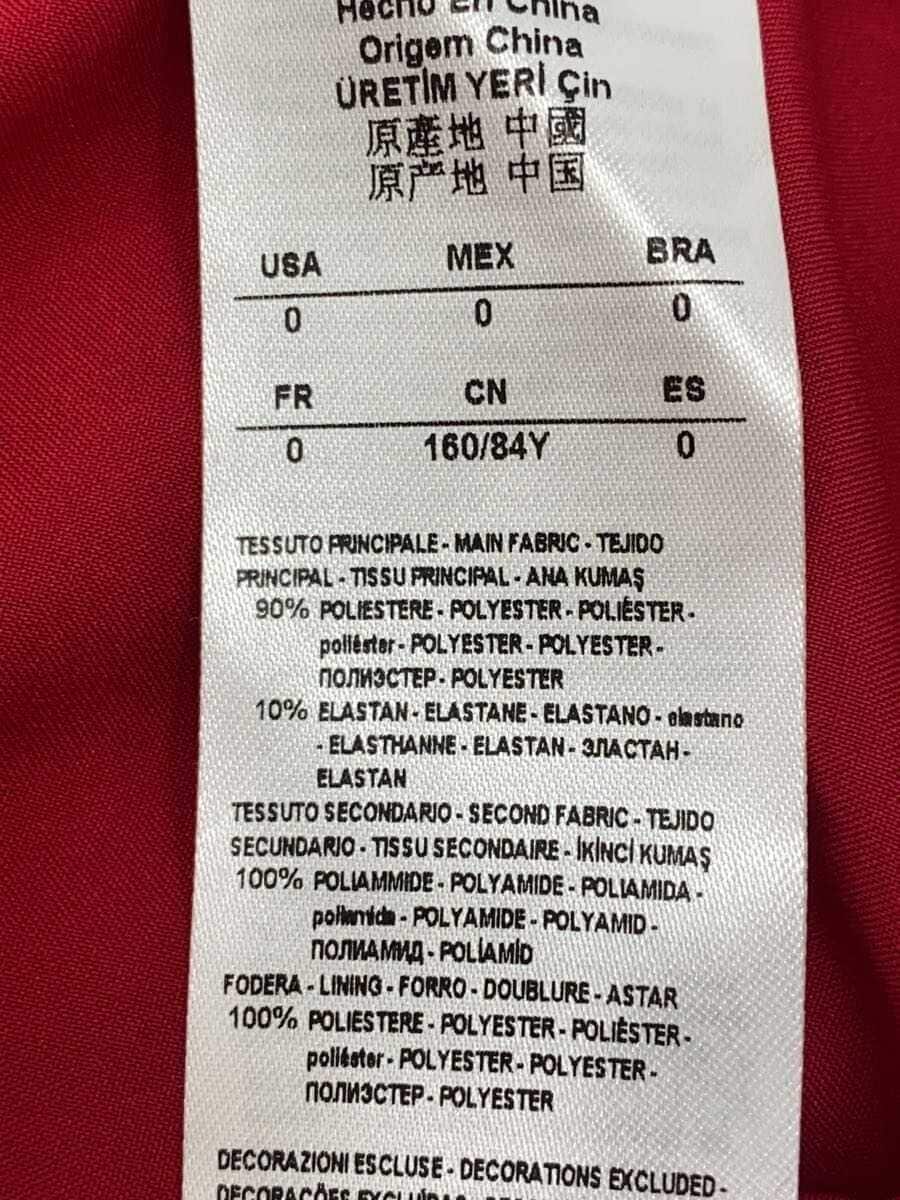 Hecho En China
Origem China
ÜRETİM YERİ Çin
原產地 中國
原产地 中国
USA MEX BRA
0 0 0
FR CN ES
0 160/84Y 0
TESSUTO PRINCIPALE - MAIN FABRIC - TEJIDO
PRINCIPAL - TISSU PRINCIPAL - ANA KUMAŞ
90% POLIESTERE - POLYESTER - POLIÉSTER -
poliéster - POLYESTER - POLYESTER -
ПОЛИЭСТЕР - POLYESTER
10% ELASTAN - ELASTANE - ELASTANO - elastano
- ELASTHANNE - ELASTAN - ЭЛАСТАН -
ELASTAN
TESSUTO SECONDARIO - SECOND FABRIC - TEJIDO
SECUNDARIO - TISSU SECONDAIRE - İKİNCİ KUMAŞ
100% POLIAMMIDE - POLYAMIDE - POLIAMIDA -
poliamida - POLYAMIDE - POLYAMID -
ПОЛИАМИД - POLİAMİD
FODERA - LINING - FORRO - DOUBLURE - ASTAR
100% POLIESTERE - POLYESTER - POLIÉSTER -
poliéster - POLYESTER - POLYESTER -
ПОЛИЭСТЕР - POLYESTER
DECORAZIONI ESCLUSE - DECORATIONS EXCLUDED -
DECORAÇÕES EXCLUÍDAS